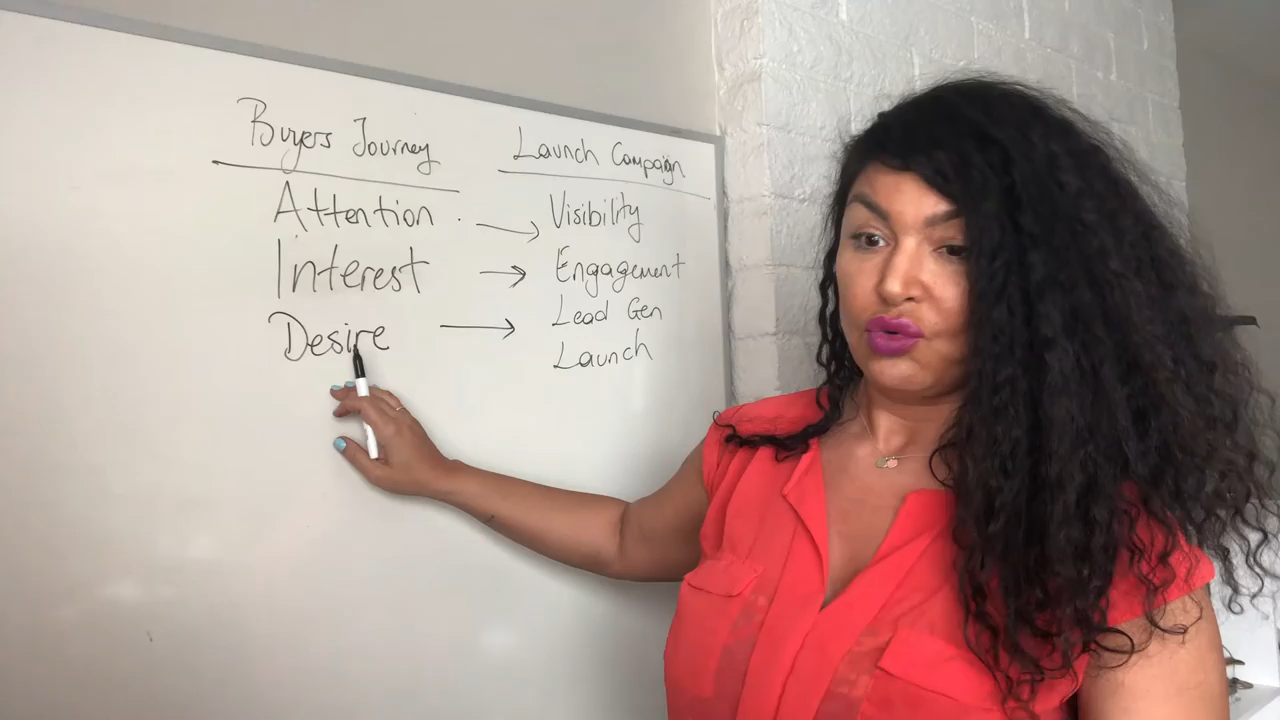 Buyers Journey
Launch Campaign
Attention → Visibility
Interest → Engagement
Lead Gen
Desire → Launch